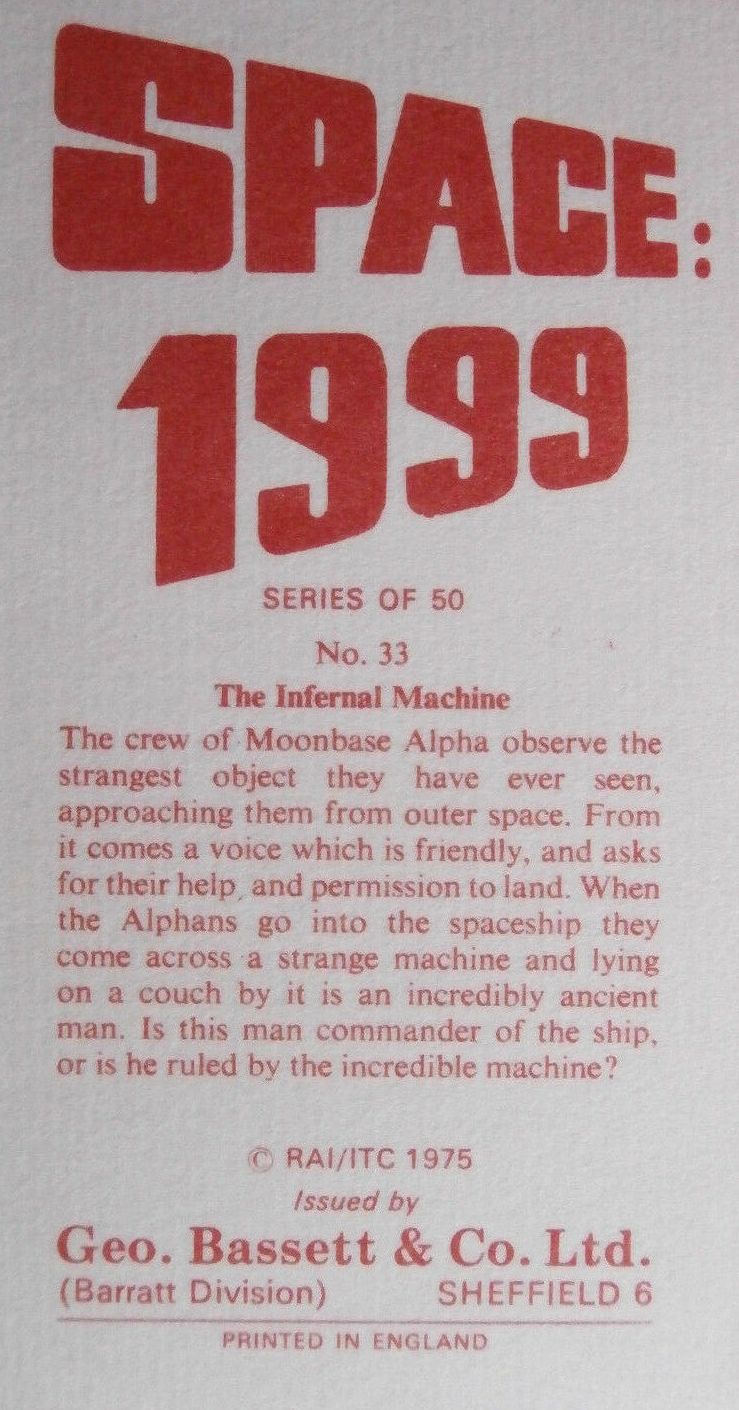 SPACE:
1999
SERIES OF 50
No. 33
The Infernal Machine
The crew of Moonbase Alpha observe the
strangest object they have ever seen,
approaching them from outer space. From
it comes a voice which is friendly, and asks
for their help, and permission to land. When
the Alphans go into the spaceship they
come across a strange machine and lying
on a couch by it is an incredibly ancient
man. Is this man commander of the ship,
or is he ruled by the incredible machine?
© RAI/ITC 1975
Issued by
Geo. Bassett & Co. Ltd.
(Barratt Division) SHEFFIELD 6
PRINTED IN ENGLAND